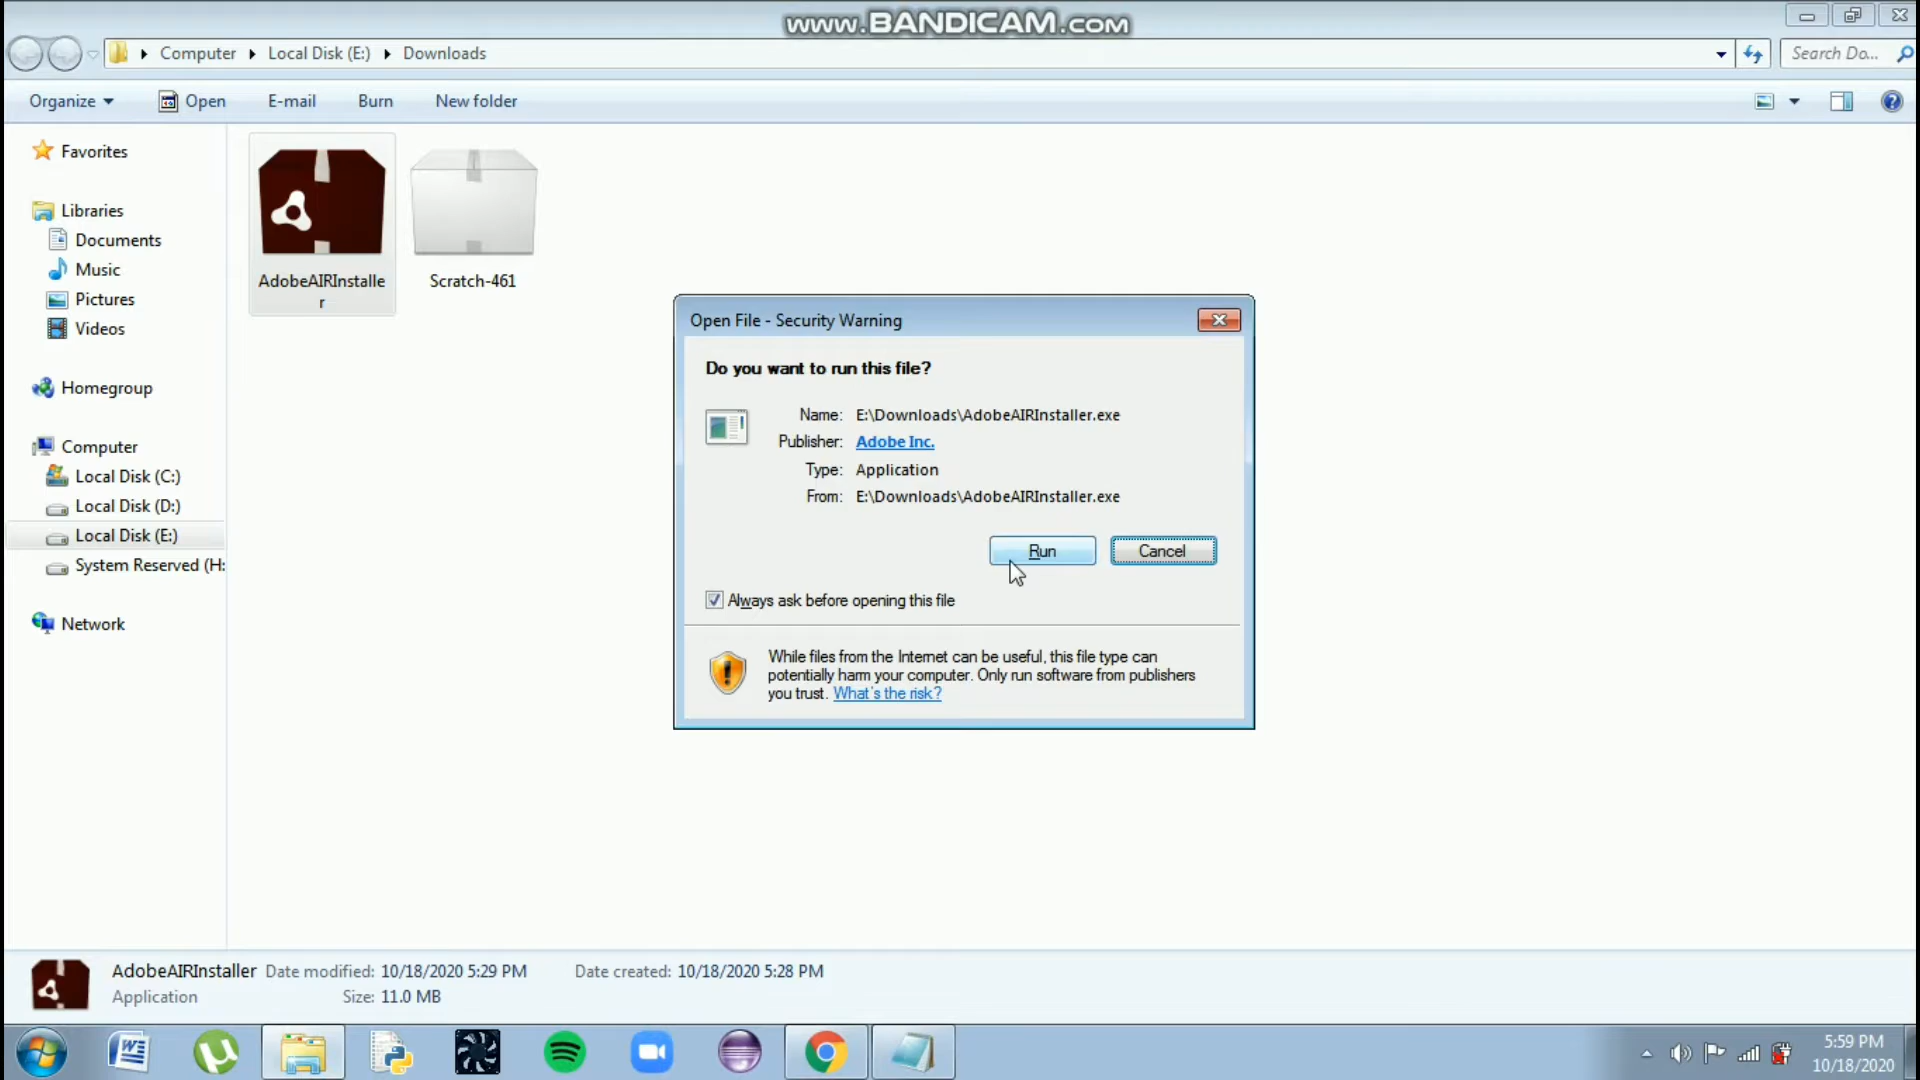 www.BANDICAM.com
Computer Local Disk (E:) Downloads
Search Do...
Organize Open E-mail Burn New folder
Favorites
Libraries
Documents
Music
Pictures
Videos
Homegroup
Computer
Local Disk (C:)
Local Disk (D:)
Local Disk (E:)
System Reserved (H:
Network
AdobeAIRInstalle
r
Scratch-461
Open File - Security Warning
Do you want to run this file?
Name: E:\Downloads\AdobeAIRInstaller.exe
Publisher: Adobe Inc.
Type: Application
From: E:\Downloads\AdobeAIRInstaller.exe
Run Cancel
Always ask before opening this file
While files from the Internet can be useful, this file type can
potentially harm your computer. Only run software from publishers
you trust. What's the risk?
AdobeAIRInstaller Date modified: 10/18/2020 5:29 PM Date created: 10/18/2020 5:28 PM
Application Size: 11.0 MB
5:59 PM
10/18/2020